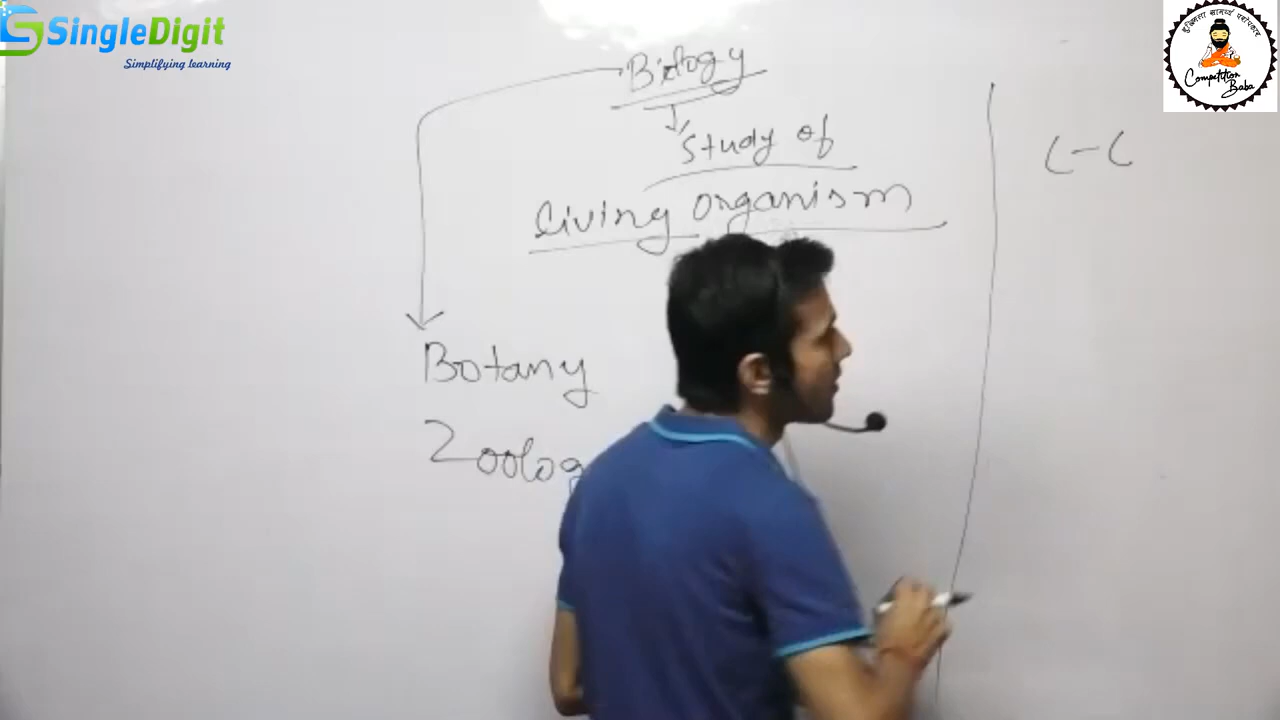 SingleDigit
Simplifying learning
Biology
Study of
living organism
Botany
Zoolog
C-C
Competition
Baba